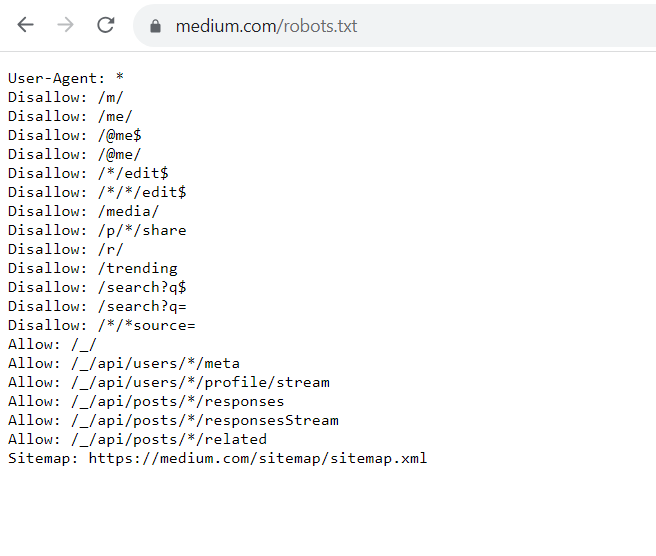 medium.com/robots.txt
User-Agent: *
Disallow: /m/
Disallow: /me/
Disallow: /@me$
Disallow: /@me/
Disallow: /*/edit$
Disallow: /*/*/edit$
Disallow: /media/
Disallow: /p/*/share
Disallow: /r/
Disallow: /trending
Disallow: /search?q$
Disallow: /search?q=
Disallow: /*/*source=
Allow: /_/
Allow: /_/api/users/*/meta
Allow: /_/api/users/*/profile/stream
Allow: /_/api/posts/*/responses
Allow: /_/api/posts/*/responsesStream
Allow: /_/api/posts/*/related
Sitemap: https://medium.com/sitemap/sitemap.xml